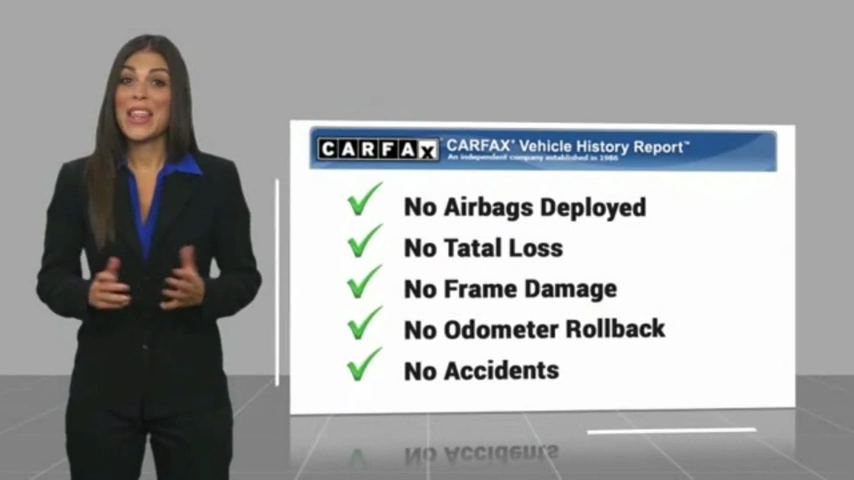 CARFAX CARFAX® Vehicle History Report™
An independent company established in 1986
No Airbags Deployed
No Tatal Loss
No Frame Damage
No Odometer Rollback
No Accidents
No Accidents